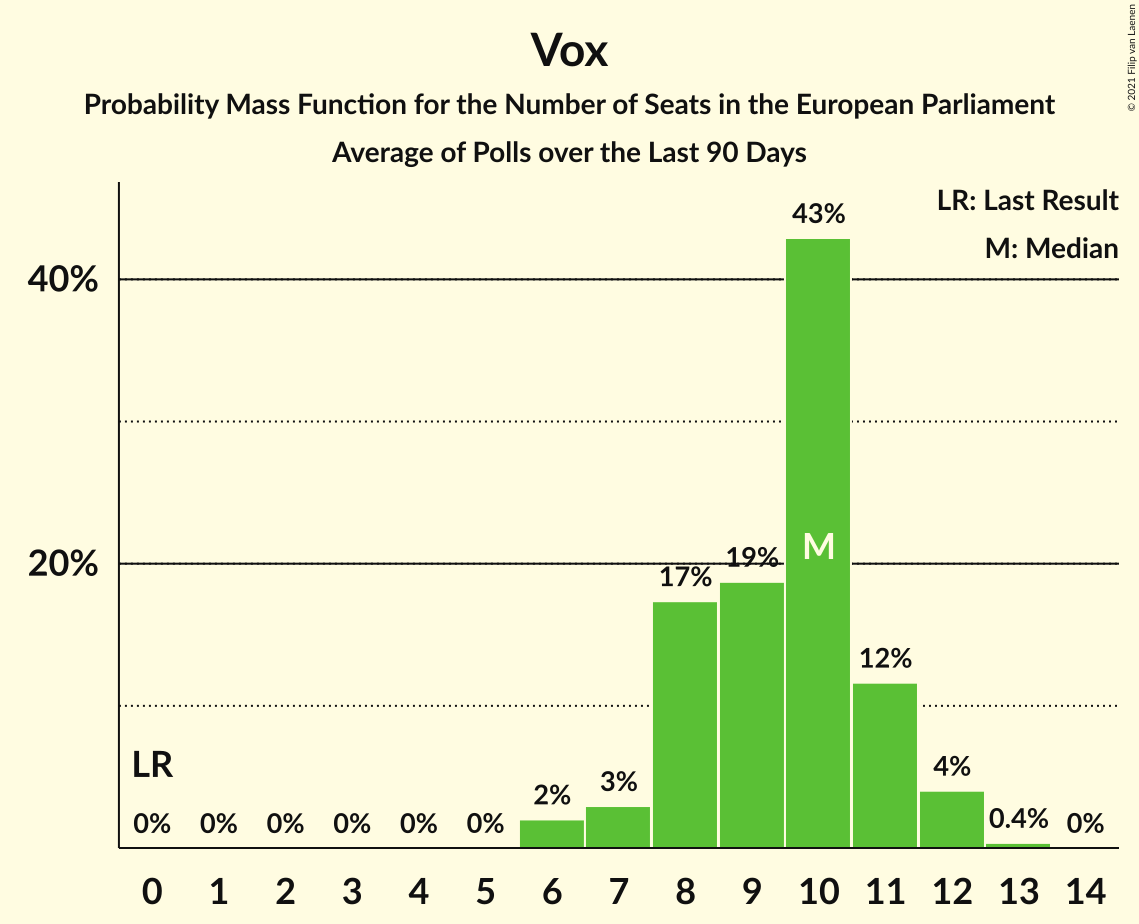 Vox
Probability Mass Function for the Number of Seats in the European Parliament
Average of Polls over the Last 90 Days
© 2021 Filip van Laenen
LR: Last Result
M: Median
40%
20%
LR
0% 0% 0% 0% 0% 0% 2% 3% 17% 19% 43% 12% 4% 0.4% 0%
M
0 1 2 3 4 5 6 7 8 9 10 11 12 13 14